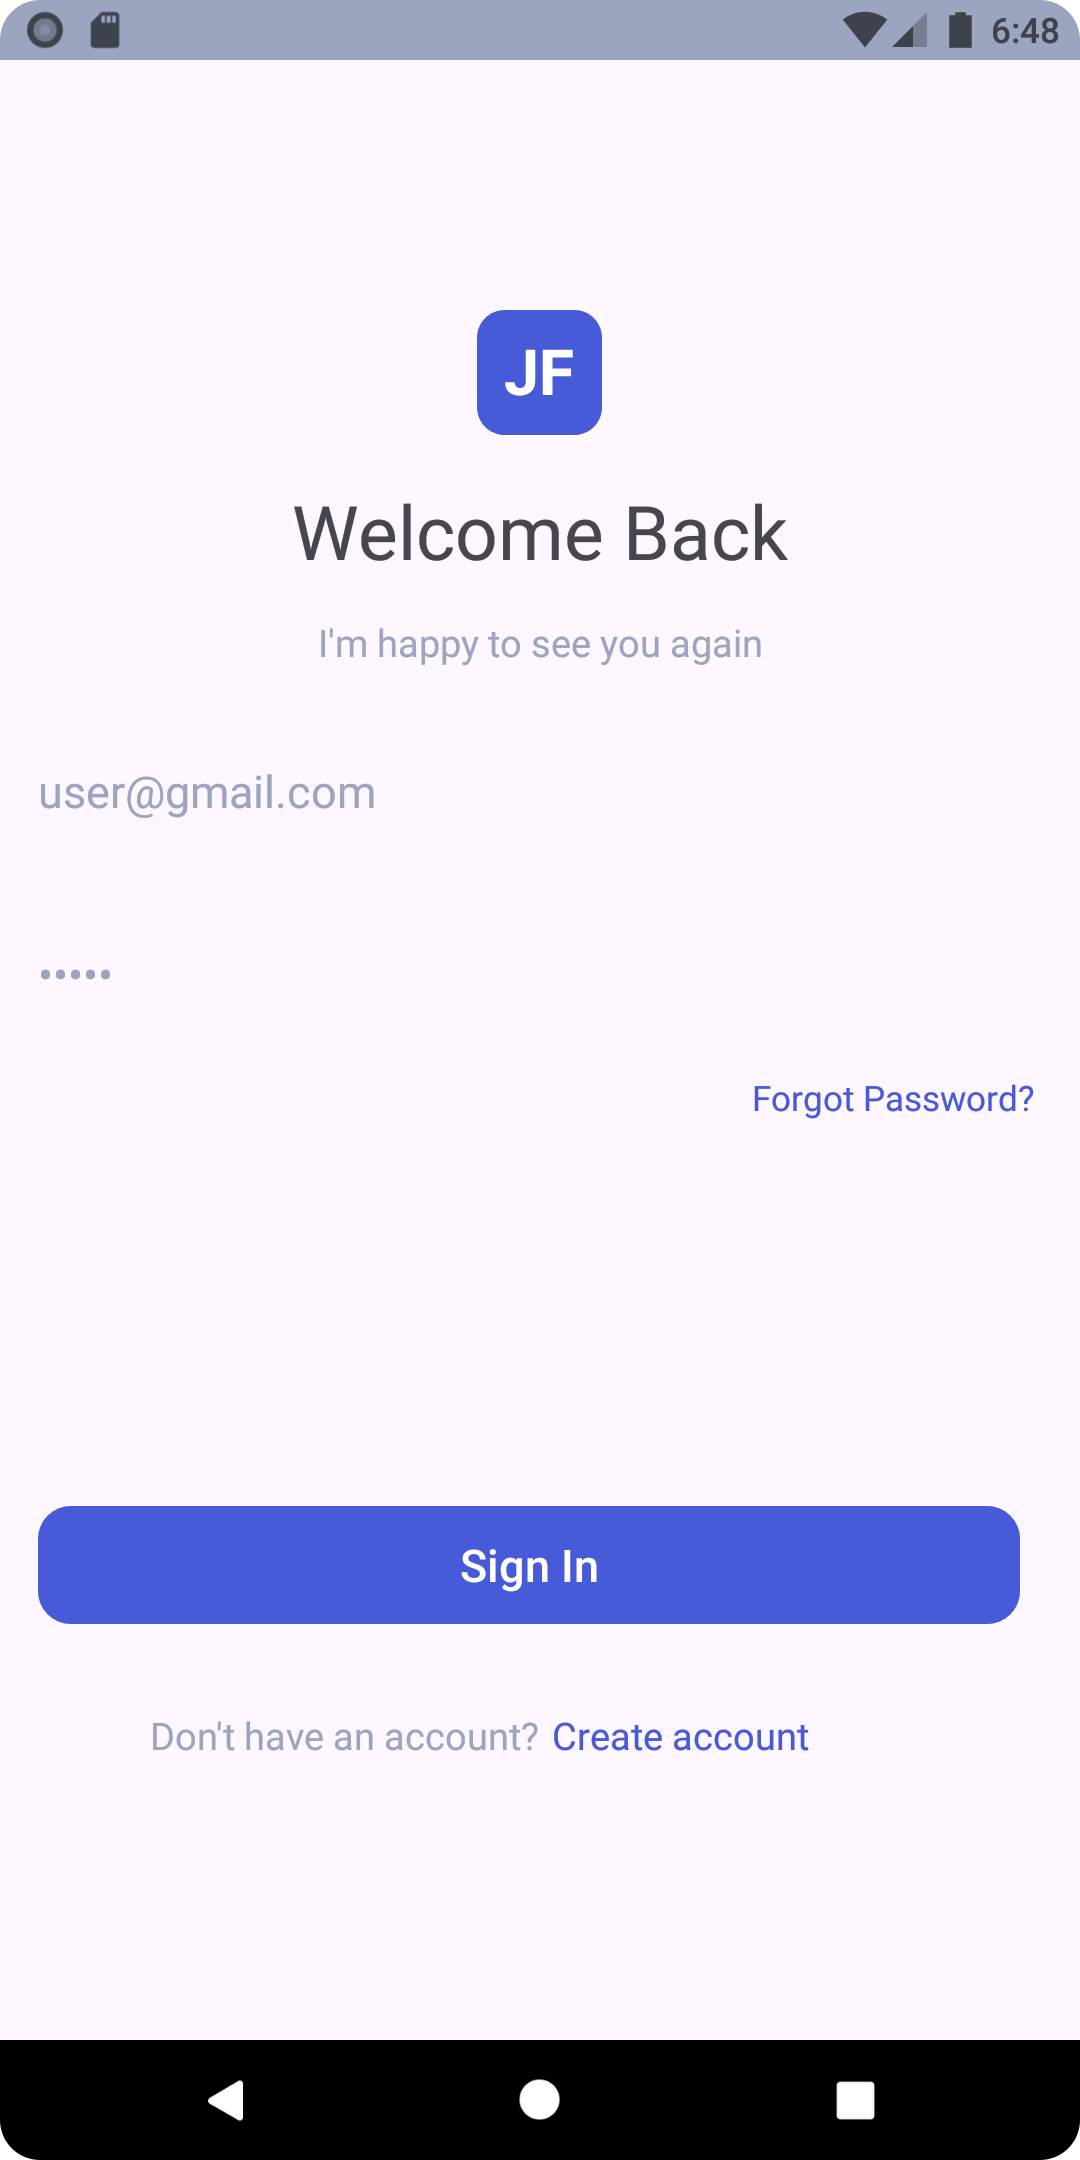 6:48
JF
Welcome Back
I'm happy to see you again
user@gmail.com
•••••
Forgot Password?
Sign In
Don't have an account? Create account